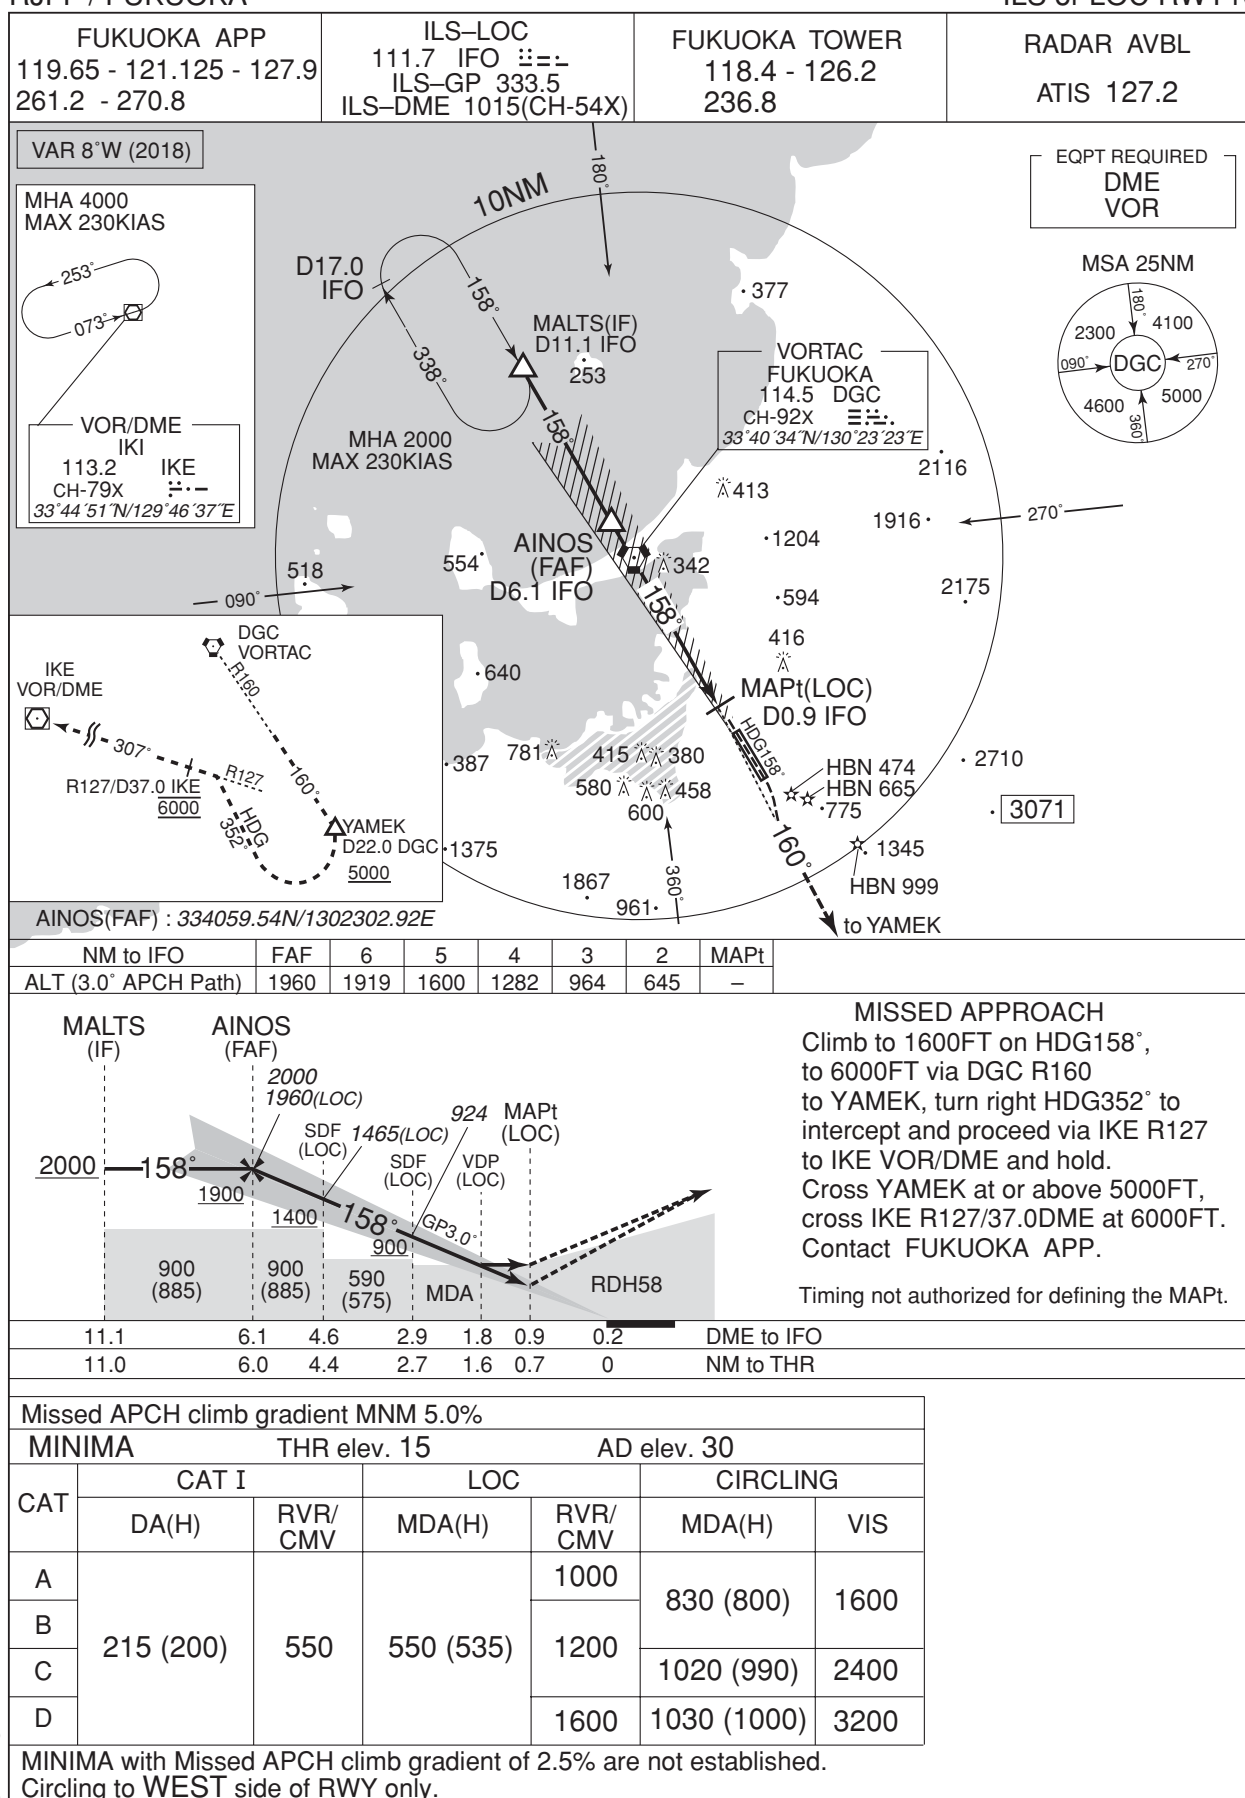 FUKUOKA APP
119.65 - 121.125 - 127.9
261.2 - 270.8
ILS–LOC
111.7 IFO
ILS–GP 333.5
ILS–DME 1015(CH-54X)
FUKUOKA TOWER
118.4 - 126.2
236.8
RADAR AVBL
ATIS 127.2
VAR 8˚W (2018)
MHA 4000
MAX 230KIAS
253˚
073˚
VOR/DME
IKI
113.2 IKE
CH-79X
33˚44´51˝N/129˚46´37˝E
10NM
180˚
D17.0
IFO
158˚
338˚
MALTS(IF)
D11.1 IFO
253
377
MHA 2000
MAX 230KIAS
158˚
EQPT REQUIRED
DME
VOR
MSA 25NM
180˚
2300
4100
090˚
DGC
270˚
4600
5000
360˚
VORTAC
FUKUOKA
114.5 DGC
CH-92X
33˚40´34˝N/130˚23´23˝E
2116
413
1916
270˚
1204
AINOS
(FAF)
D6.1 IFO
554
342
518
090˚
594
2175
158˚
416
640
MAPt(LOC)
D0.9 IFO
HDG158˚
781
415
380
387
580
458
600
HBN 474
HBN 665
775
2710
3071
160˚
1375
1345
HBN 999
360˚
1867
961
to YAMEK
DGC
VORTAC
IKE
VOR/DME
R160
307˚
R127
R127/D37.0 IKE
6000
160˚
HDG
352˚
YAMEK
D22.0 DGC
5000
AINOS(FAF) : 334059.54N/1302302.92E
NM to IFO FAF 6 5 4 3 2 MAPt
ALT (3.0˚ APCH Path) 1960 1919 1600 1282 964 645 –
MALTS
(IF)
AINOS
(FAF)
2000
1960(LOC)
SDF
(LOC)
1465(LOC)
924
MAPt
(LOC)
SDF
(LOC)
VDP
(LOC)
2000
158˚
1900
1400
158˚
GP3.0˚
900
900
(885)
900
(885)
590
(575)
MDA
RDH58
11.1 6.1 4.6 2.9 1.8 0.9 0.2 DME to IFO
11.0 6.0 4.4 2.7 1.6 0.7 0 NM to THR
MISSED APPROACH
Climb to 1600FT on HDG158˚,
to 6000FT via DGC R160
to YAMEK, turn right HDG352˚ to
intercept and proceed via IKE R127
to IKE VOR/DME and hold.
Cross YAMEK at or above 5000FT,
cross IKE R127/37.0DME at 6000FT.
Contact FUKUOKA APP.
Timing not authorized for defining the MAPt.
Missed APCH climb gradient MNM 5.0%
MINIMA THR elev. 15 AD elev. 30
CAT
CAT I
LOC
CIRCLING
DA(H)
RVR/
CMV
MDA(H)
RVR/
CMV
MDA(H)
VIS
A
B
C
D
215 (200)
550
550 (535)
1000
1200
1600
830 (800) 1600
1020 (990) 2400
1030 (1000) 3200
MINIMA with Missed APCH climb gradient of 2.5% are not established.
Circling to WEST side of RWY only.